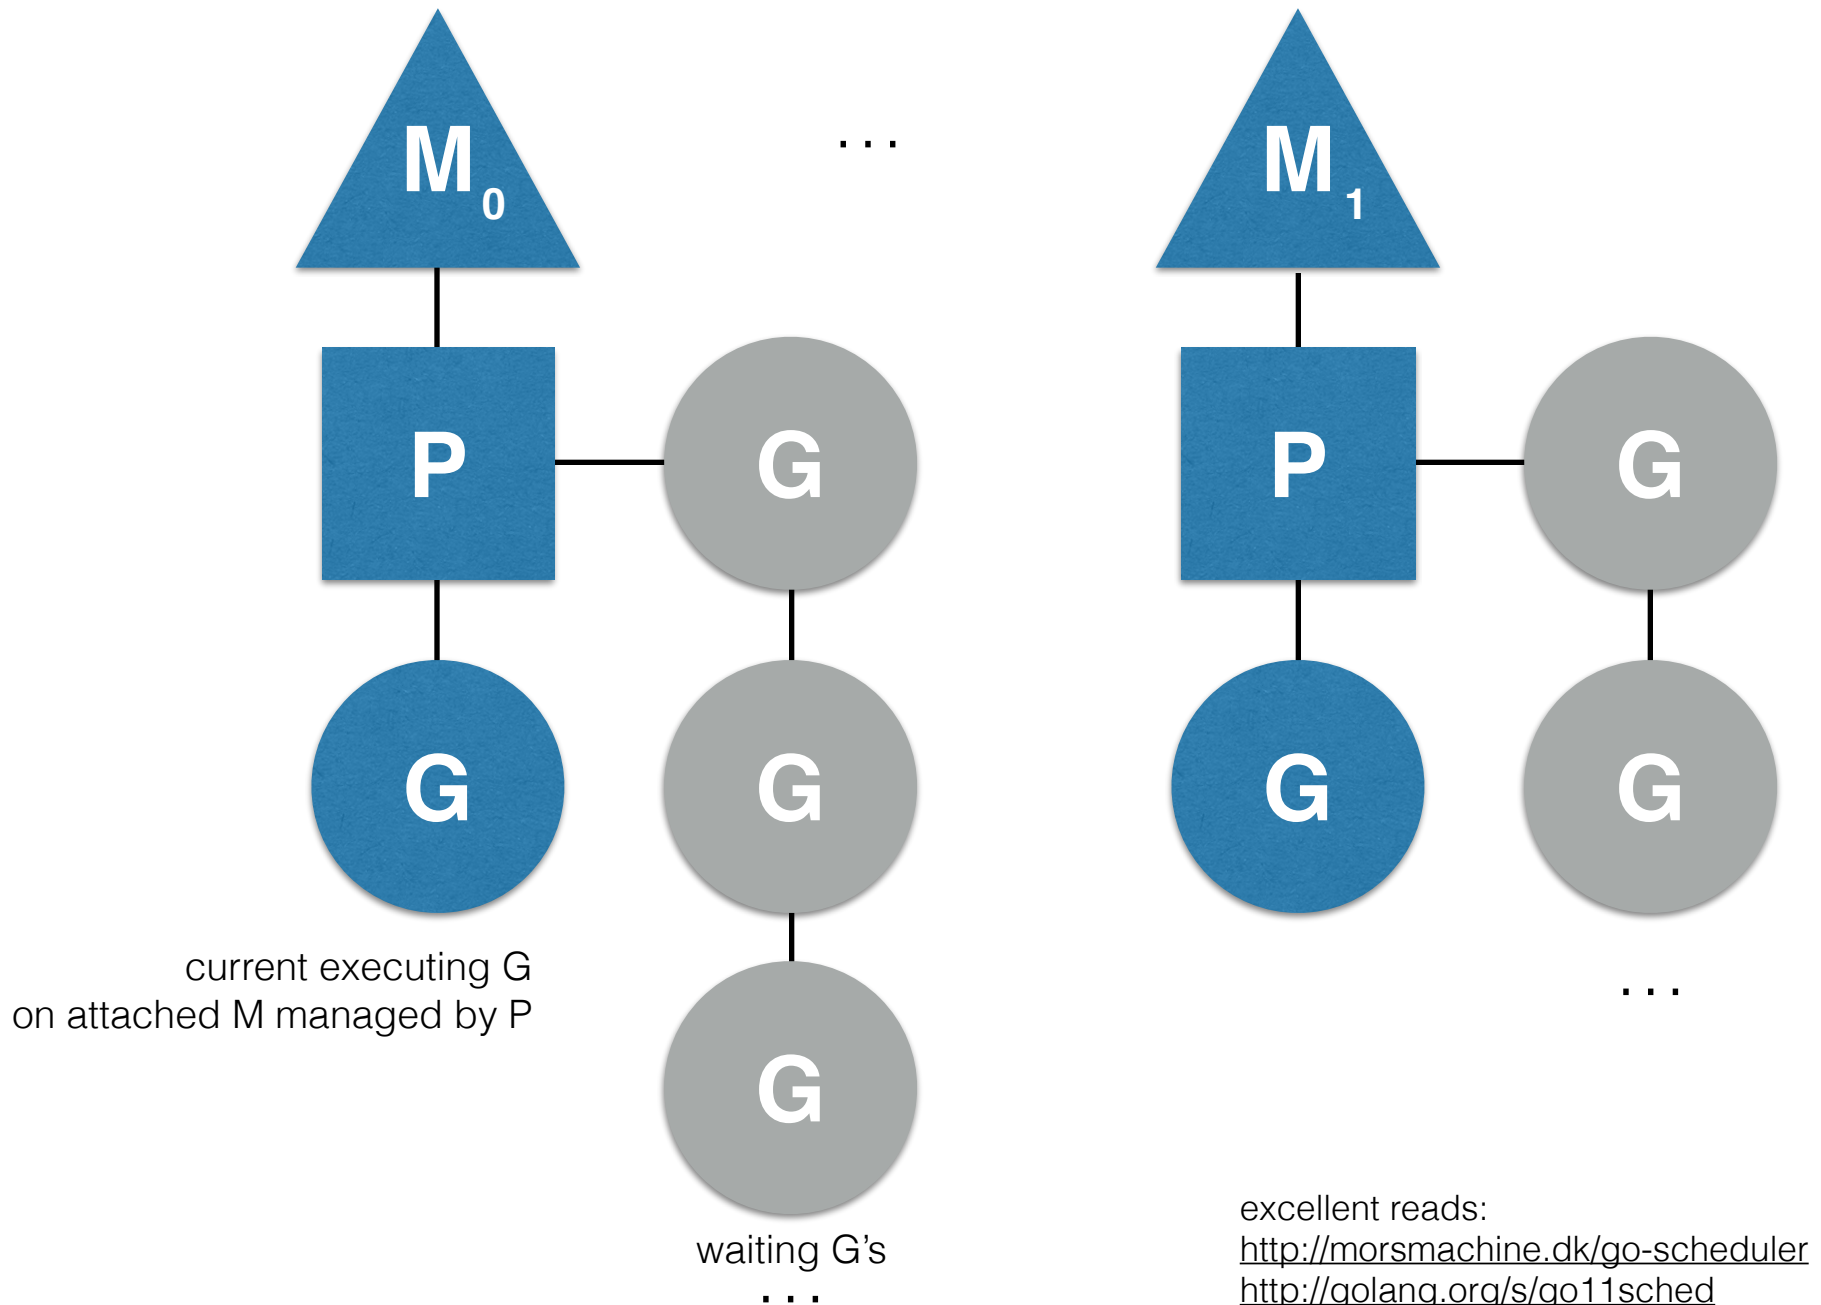 M0
. . .
M1
P
G
P
G
G
G
G
G
current executing G
on attached M managed by P
. . .
G
waiting G’s
. . .
excellent reads:
http://morsmachine.dk/go-scheduler
http://golang.org/s/go11sched